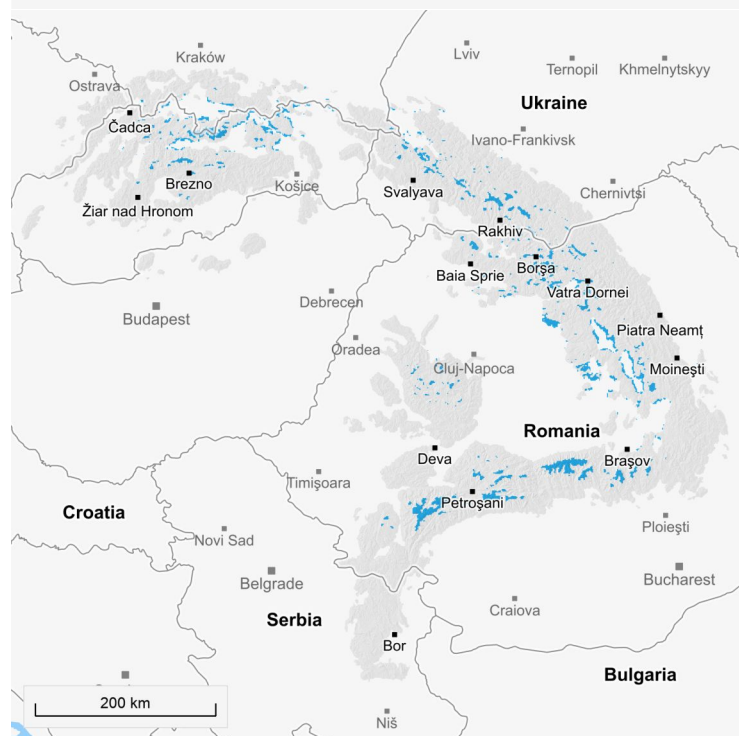 Kraków
Lviv
Ternopil
Khmelnytskyy
Ostrava
Ukraine
Čadca
Ivano-Frankivsk
Brezno
Košice
Svalyava
Chernivtsi
Žiar nad Hronom
Rakhiv
Baia Sprie
Borşa
Vatra Dornei
Debrecen
Budapest
Piatra Neamţ
Oradea
Cluj-Napoca
Moineşti
Romania
Deva
Braşov
Timişoara
Petroşani
Croatia
Ploieşti
Novi Sad
Belgrade
Bucharest
Craiova
Serbia
Bor
Bulgaria
200 km
Niš